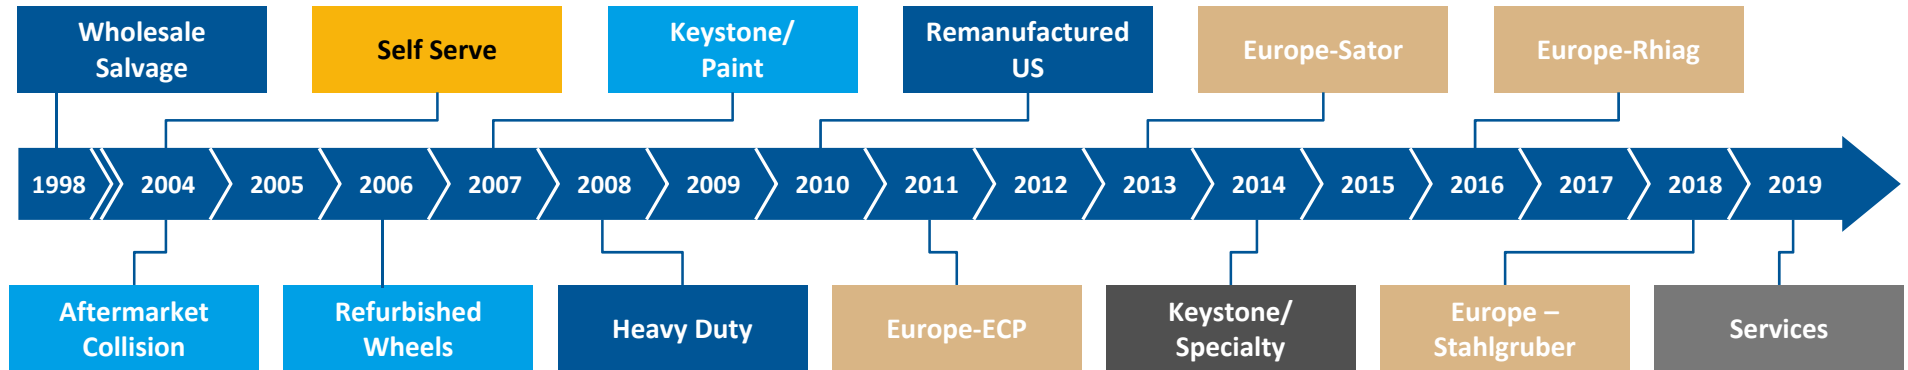 Wholesale
Salvage
Self Serve
Keystone/
Paint
Remanufactured
US
Europe-Sator
Europe-Rhiag
1998 2004 2005 2006 2007 2008 2009 2010 2011 2012 2013 2014 2015 2016 2017 2018 2019
Aftermarket
Collision
Refurbished
Wheels
Heavy Duty
Europe-ECP
Keystone/
Specialty
Europe –
Stahlgruber
Services